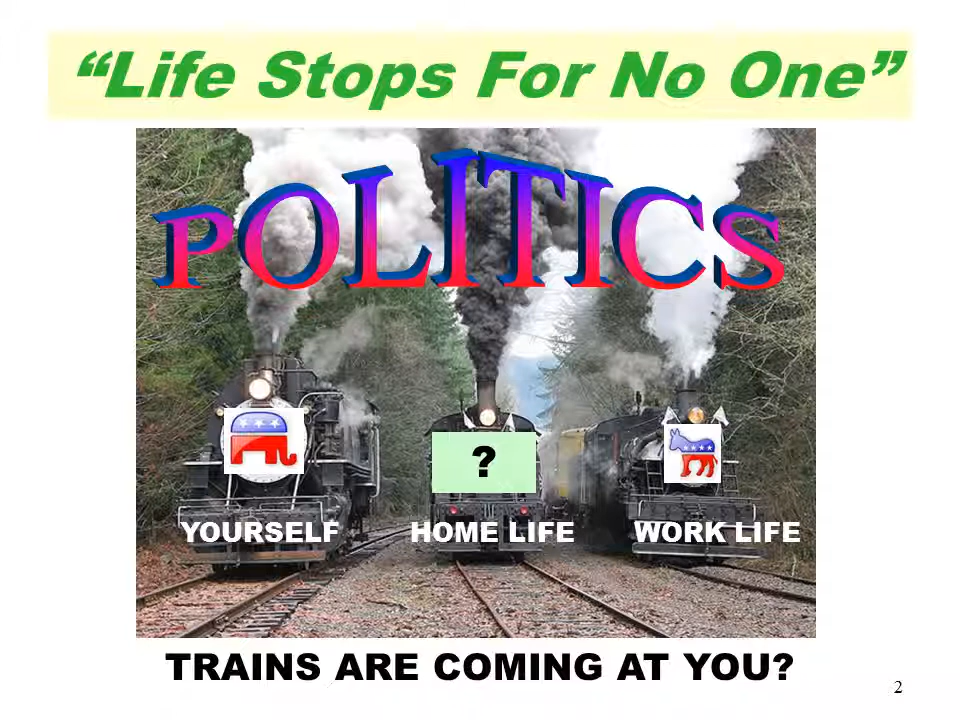 “Life Stops For No One”
POLITICS
?
YOURSELF HOME LIFE WORK LIFE
TRAINS ARE COMING AT YOU?
2